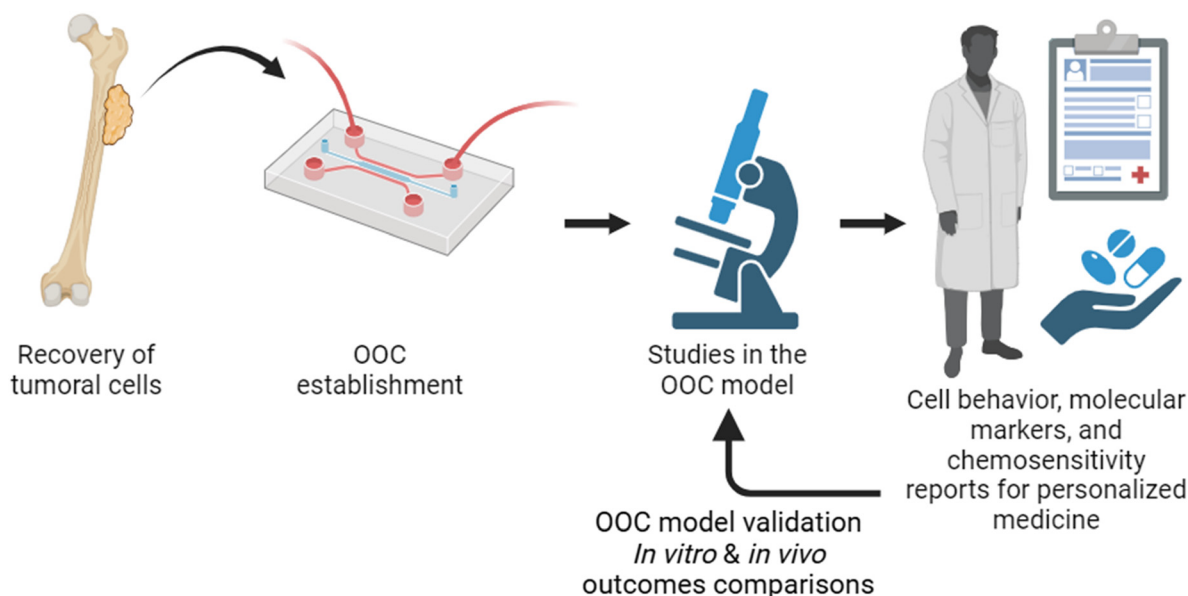 Recovery of
tumoral cells
OOC
establishment
Studies in the
OOC model
Cell behavior, molecular
markers, and
chemosensitivity
reports for personalized
medicine
OOC model validation
In vitro & in vivo
outcomes comparisons